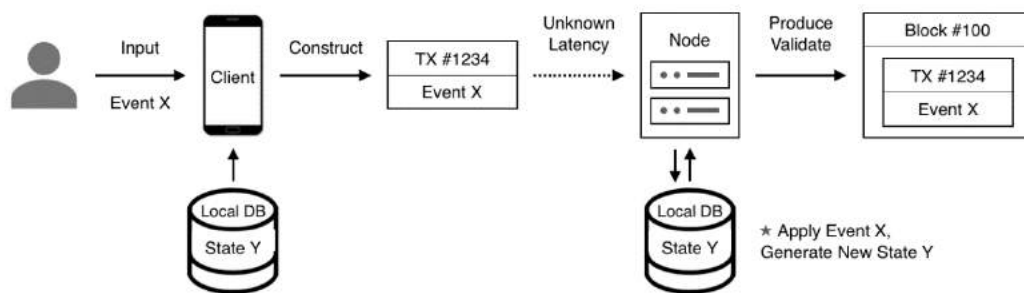 Input
Event X
Client
Construct
TX #1234
Event X
Unknown
Latency
Node
Produce
Validate
Block #100
TX #1234
Event X
Local DB
State Y
Local DB
State Y
★ Apply Event X,
Generate New State Y